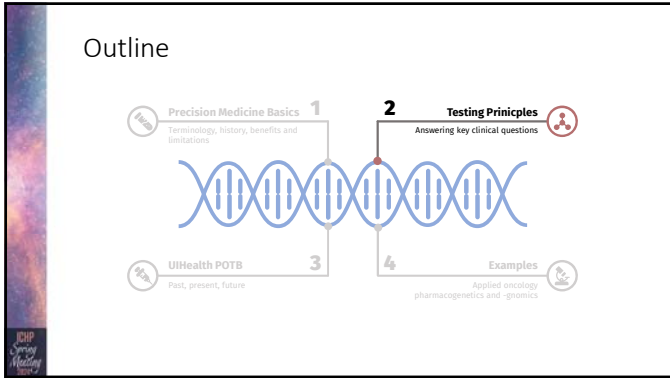 Outline
Precision Medicine Basics 1
Terminology, history, benefits and
limitations
2 Testing Prinicples
Answering key clinical questions
UIHealth POTB 3
Past, present, future
4 Examples
Applied oncology
pharmacogenetics and -gnomics
Spring
Meeting